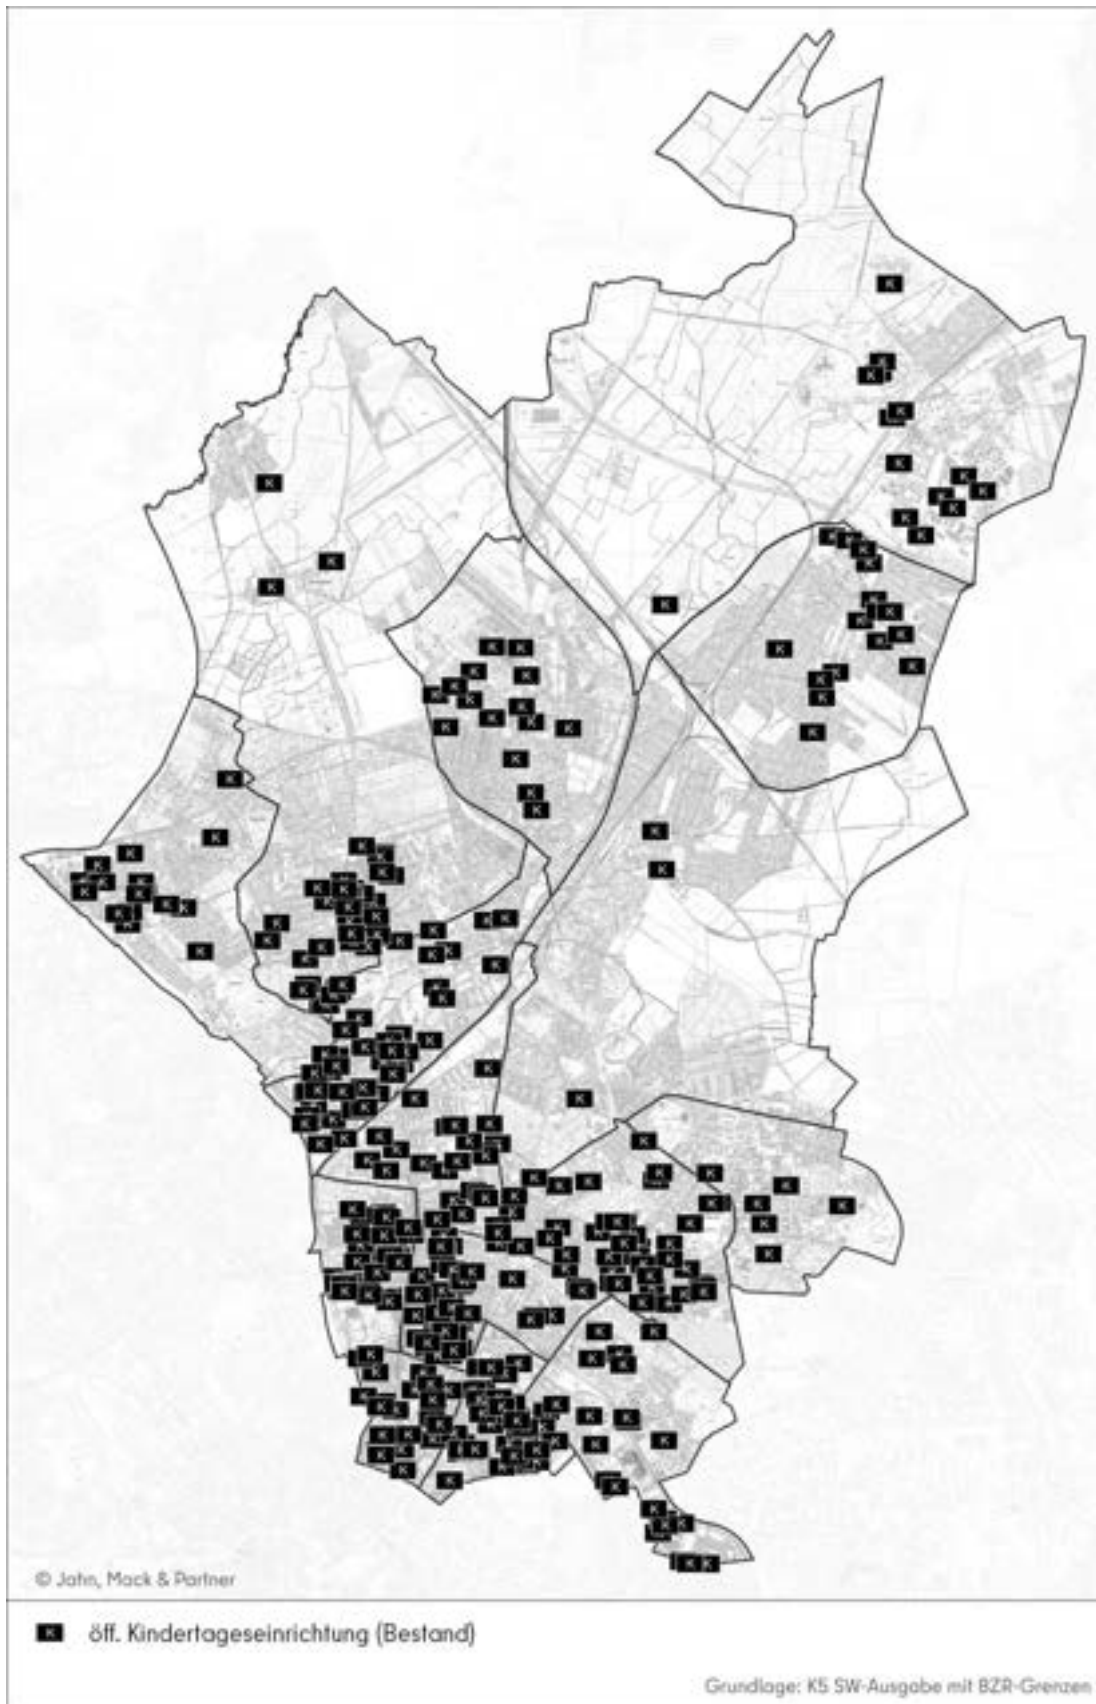 © Jahn, Mack & Partner
K öff. Kindertageseinrichtung (Bestand)
Grundlage: K5 SW-Ausgabe mit BZR-Grenzen